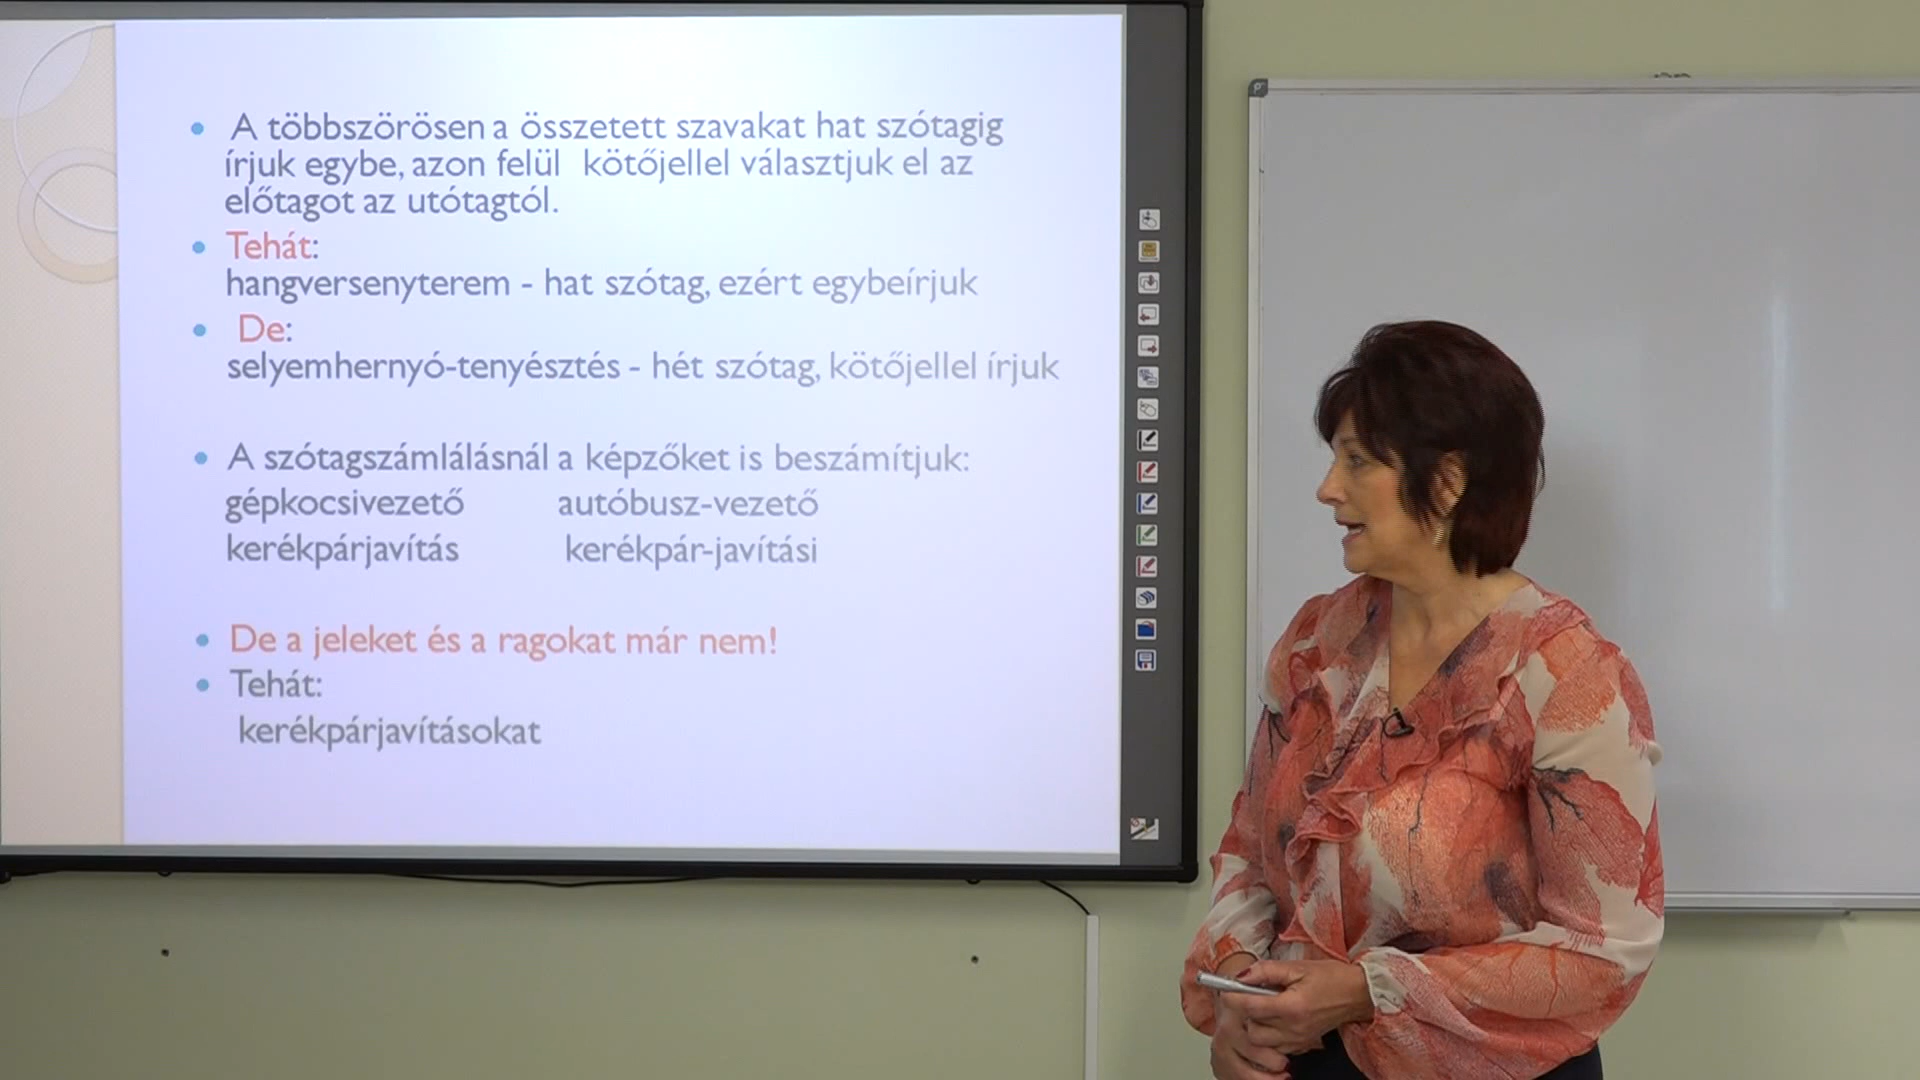 A többszörösen a összetett szavakat hat szótagig
írjuk egybe, azon felül kötőjellel választjuk el az
előtagot az utótagtól.
Tehát:
hangversenyterem - hat szótag, ezért egybeírjuk
De:
selyemhernyó-tenyésztés - hét szótag, kötőjellel írjuk
A szótagszámlálásnál a képzőket is beszámítjuk:
gépkocsivezető autóbusz-vezető
kerékpárjavítás kerékpár-javítási
De a jeleket és a ragokat már nem!
Tehát:
kerékpárjavításokat